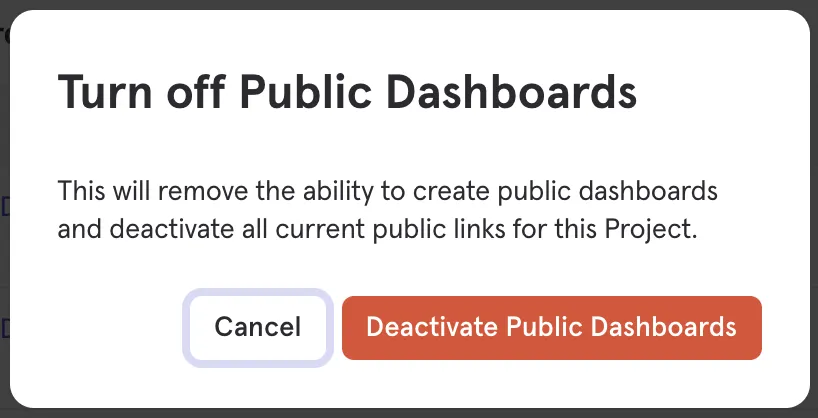 Turn off Public Dashboards
This will remove the ability to create public dashboards
and deactivate all current public links for this Project.
Cancel
Deactivate Public Dashboards